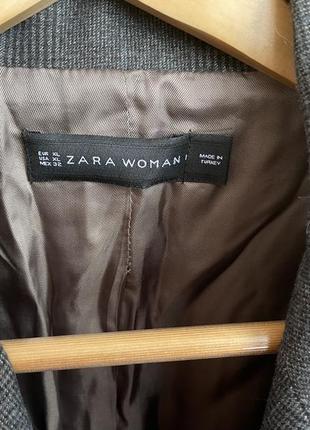 EUR XL
USA XL
MEX 32
ZARA WOMAN
MADE IN
TURKEY